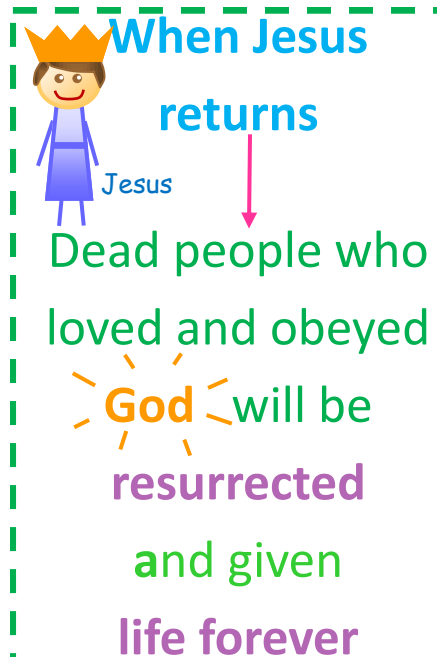 When Jesus
returns
Jesus
Dead people who
loved and obeyed
God will be
resurrected
and given
life forever